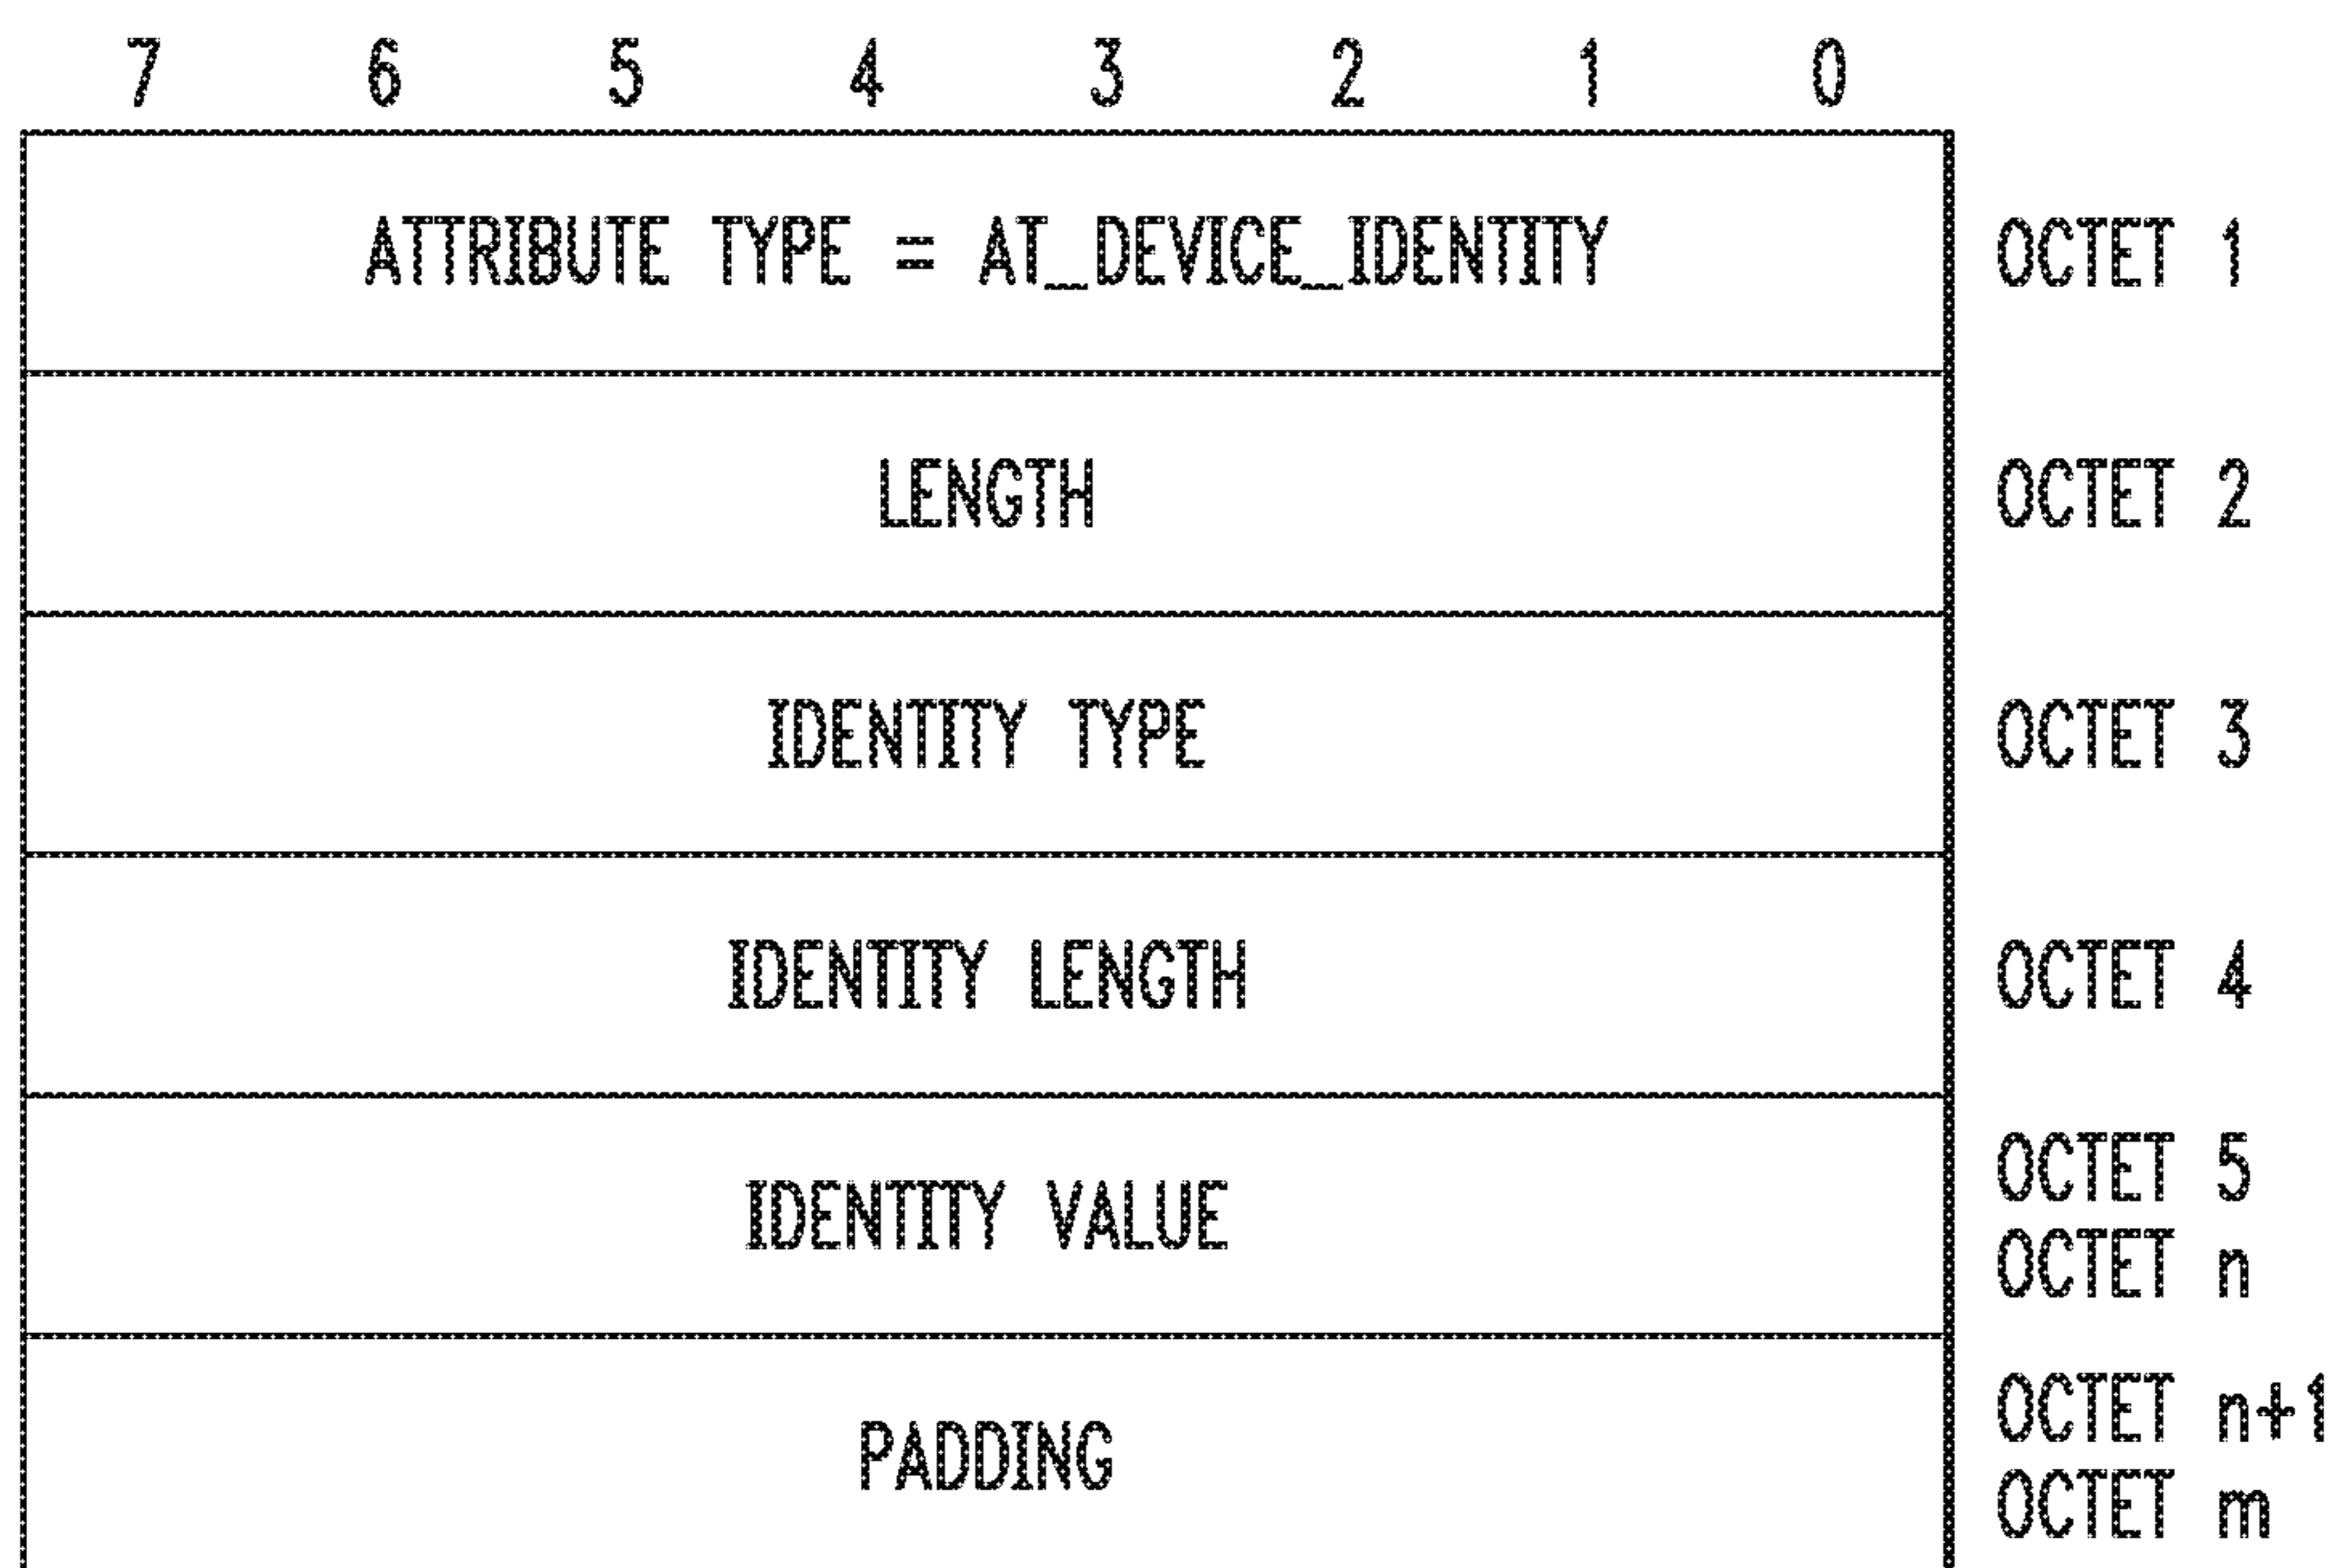 7 6 5 4 3 2 1 0
ATTRIBUTE TYPE = AT_DEVICE_IDENTITY OCTET 1
LENGTH OCTET 2
IDENTITY TYPE OCTET 3
IDENTITY LENGTH OCTET 4
IDENTITY VALUE OCTET 5
OCTET n
PADDING OCTET n+1
OCTET m